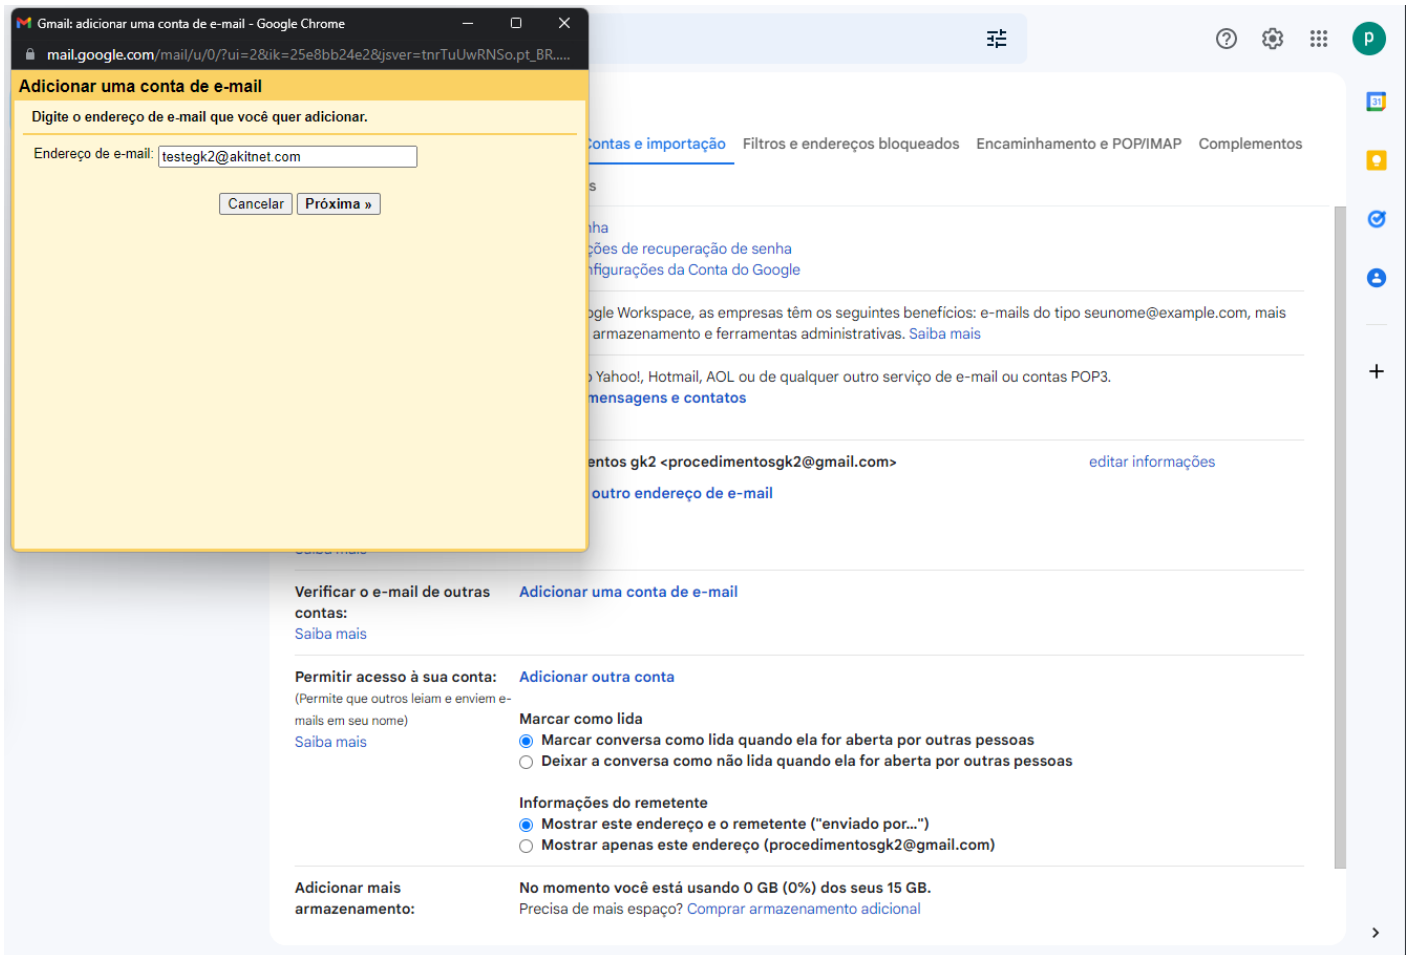 Gmail: adicionar uma conta de e-mail - Google Chrome
mail.google.com/mail/u/0/?ui=2&ik=25e8bb24e2&jsver=tnrTuUwRNSo.pt_BR.....
Adicionar uma conta de e-mail
Digite o endereço de e-mail que você quer adicionar.
Endereço de e-mail: testegk2@akitnet.com
Cancelar Próxima »
p
31
Contas e importação Filtros e endereços bloqueados Encaminhamento e POP/IMAP Complementos
s
nha
ções de recuperação de senha
nfigurações da Conta do Google
ogle Workspace, as empresas têm os seguintes benefícios: e-mails do tipo seunome@example.com, mais
armazenamento e ferramentas administrativas. Saiba mais
o Yahoo!, Hotmail, AOL ou de qualquer outro serviço de e-mail ou contas POP3.
mensagens e contatos
entos gk2 <procedimentosgk2@gmail.com> editar informações
outro endereço de e-mail
Saiba mais
Verificar o e-mail de outras contas: Adicionar uma conta de e-mail
Saiba mais
Permitir acesso à sua conta: Adicionar outra conta
(Permite que outros leiam e enviem e-
mails em seu nome)
Saiba mais
Marcar como lida
Marcar conversa como lida quando ela for aberta por outras pessoas
Deixar a conversa como não lida quando ela for aberta por outras pessoas
Informações do remetente
Mostrar este endereço e o remetente ("enviado por...")
Mostrar apenas este endereço (procedimentosgk2@gmail.com)
Adicionar mais
armazenamento:
No momento você está usando 0 GB (0%) dos seus 15 GB.
Precisa de mais espaço? Comprar armazenamento adicional